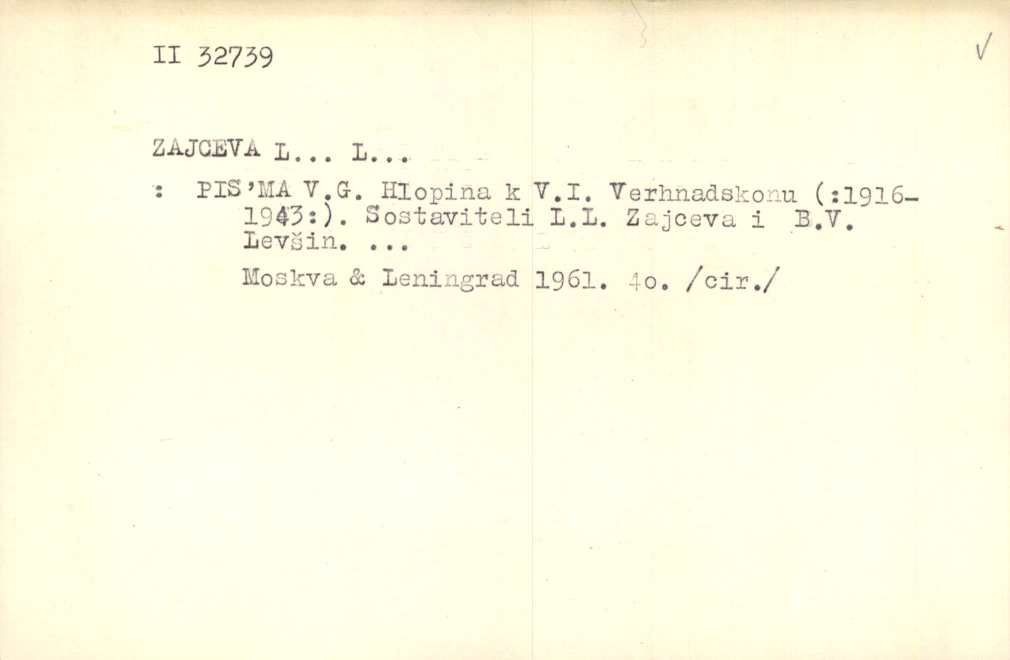 II 32739
ZAJCEVA L... L...
: PIS'MA V.G. Hlopina k V.I. Verhnadskonu (:1916-
1943:). Sostaviteli L.L. Zajceva i B.V.
Levšin. ...
Moskva & Leningrad 1961. 4o. /cir./